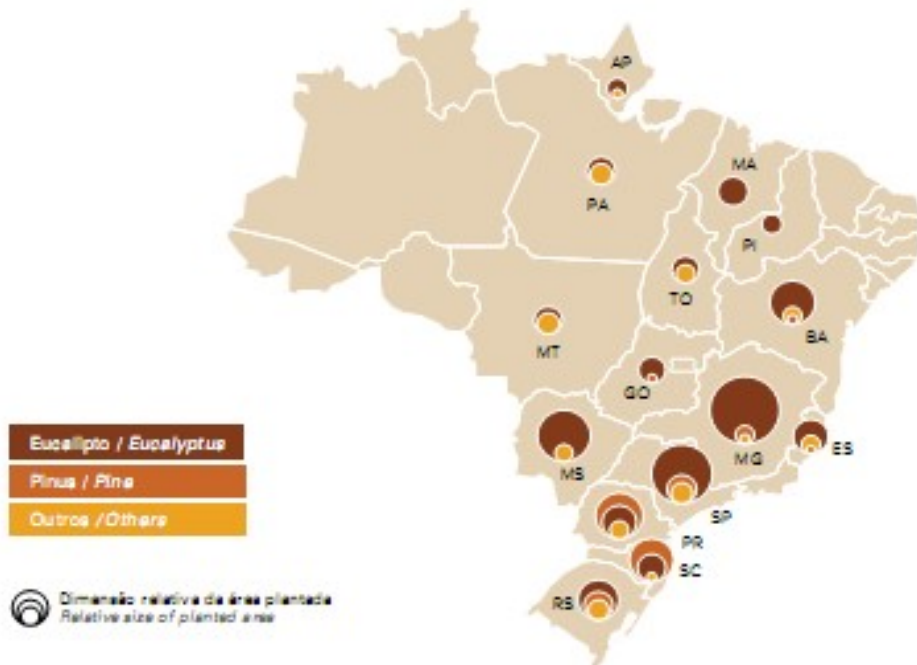 AP
MA
PA
PI
TO
BA
MT
GO
MG
ES
MS
SP
PR
SC
RS
Eucalipto / Eucalyptus
Pinus / Pine
Outros / Others
Dimensão relativa da área plantada
Relative size of planted area